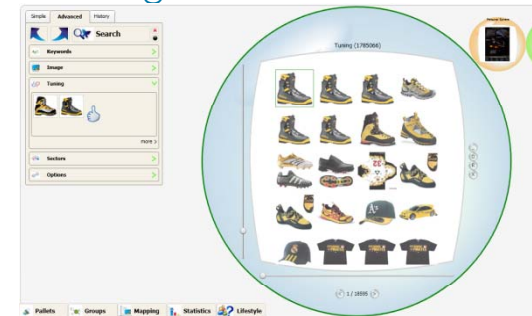 Simple Advanced History
Search
Keywords
Image
Tuning
more >
Sectors
Options
Tuning (1785066)
1 / 18595
Pallets Groups Mapping Statistics Lifestyle